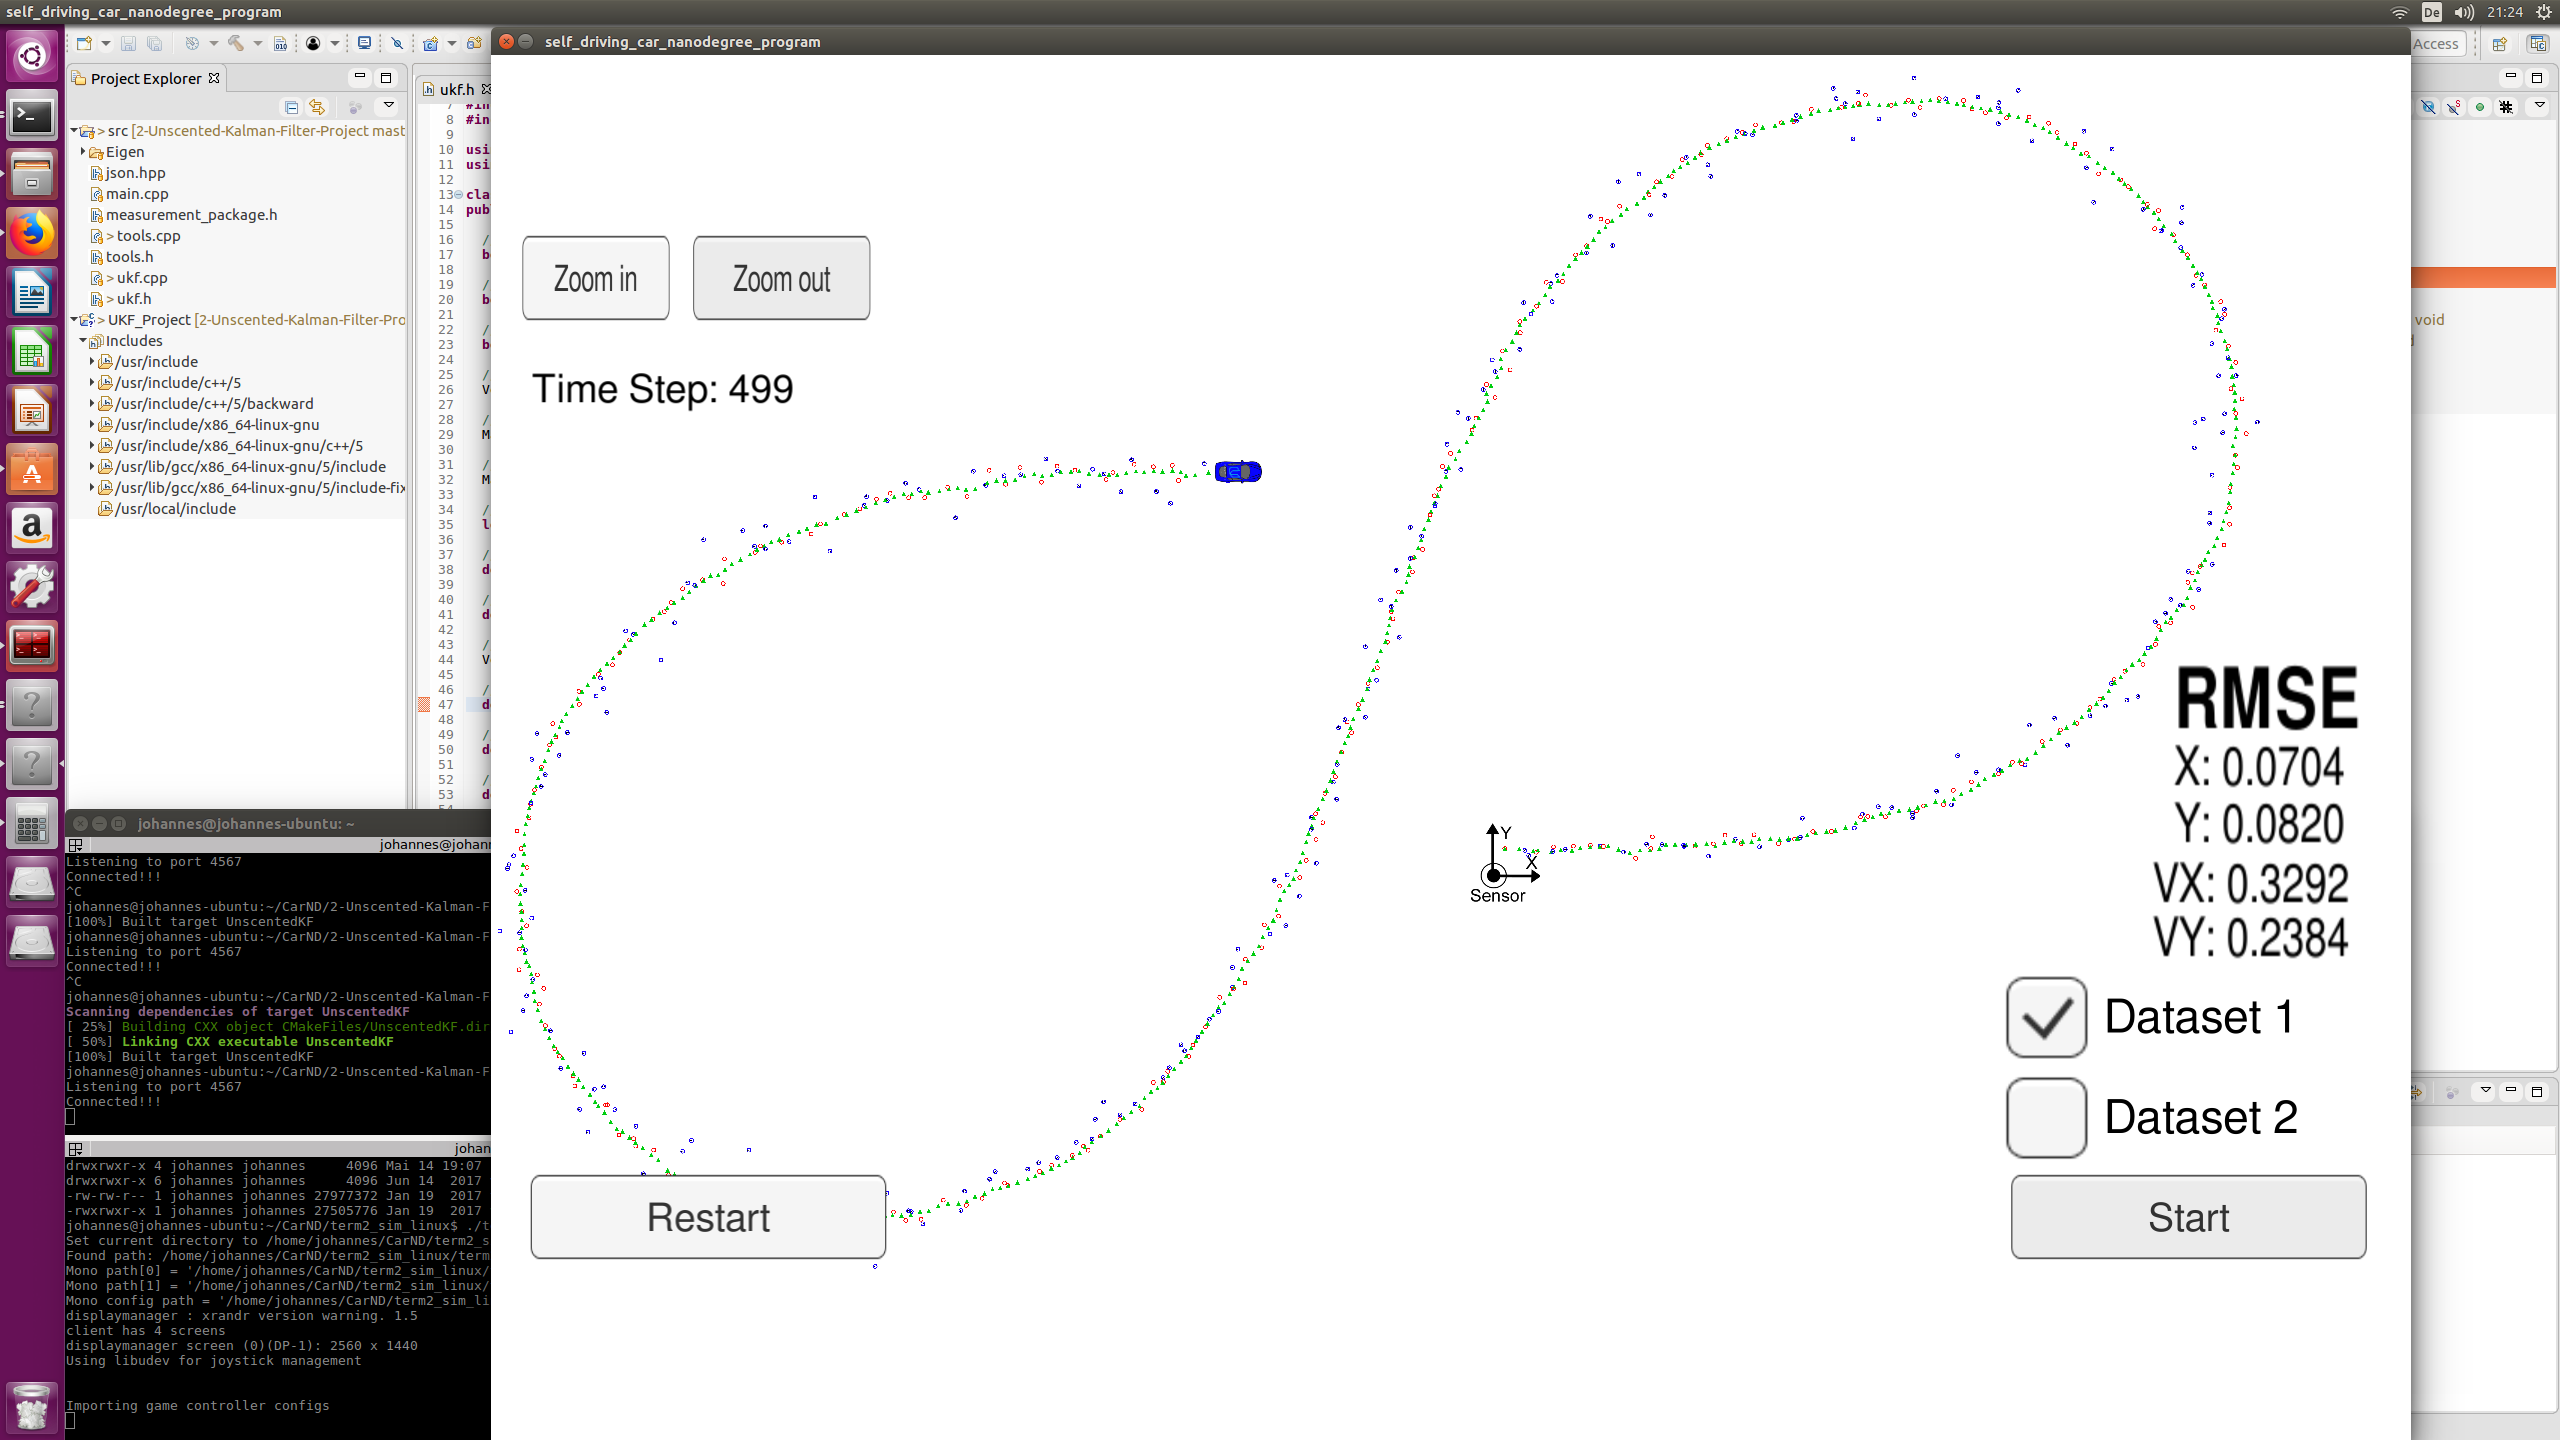 self_driving_car_nanodegree_program
De
21:24
self_driving_car_nanodegree_program
Access
Project Explorer
ukf.h
> src [2-Unscented-Kalman-Filter-Project mast
Eigen
json.hpp
main.cpp
measurement_package.h
> tools.cpp
tools.h
> ukf.cpp
> ukf.h
> UKF_Project [2-Unscented-Kalman-Filter-Pro
Includes
/usr/include
/usr/include/c++/5
/usr/include/c++/5/backward
/usr/include/x86_64-linux-gnu
/usr/include/x86_64-linux-gnu/c++/5
/usr/lib/gcc/x86_64-linux-gnu/5/include
/usr/lib/gcc/x86_64-linux-gnu/5/include-fix
/usr/local/include
7 #in
8 #in
9
10 usi
11 usi
12
13 cla
14 pub
15
16 /
17 b
18
19 /
20 b
21
22 /
23 b
24
25 /
26 V
27
28 /
29 M
30
31 /
32 M
33
34 /
35 l
36
37 /
38 d
39
40 /
41 d
42
43 /
44 V
45
46 /
47 d
48
49 /
50 d
51
52 /
53 d
Zoom in
Zoom out
Time Step: 499
void
Y
X
Sensor
RMSE
X: 0.0704
Y: 0.0820
VX: 0.3292
VY: 0.2384
Dataset 1
Dataset 2
Restart
Start
johannes@johannes-ubuntu: ~
johannes@johann
Listening to port 4567
Connected!!!
^C
johannes@johannes-ubuntu:~/CarND/2-Unscented-Kalman-F
[100%] Built target UnscentedKF
johannes@johannes-ubuntu:~/CarND/2-Unscented-Kalman-F
Listening to port 4567
Connected!!!
^C
johannes@johannes-ubuntu:~/CarND/2-Unscented-Kalman-F
Scanning dependencies of target UnscentedKF
[ 25%] Building CXX object CMakeFiles/UnscentedKF.dir
[ 50%] Linking CXX executable UnscentedKF
[100%] Built target UnscentedKF
johannes@johannes-ubuntu:~/CarND/2-Unscented-Kalman-F
Listening to port 4567
Connected!!!
johan
drwxrwxr-x 4 johannes johannes 4096 Mai 14 19:07
drwxrwxr-x 6 johannes johannes 4096 Jun 14 2017
-rw-rw-r-- 1 johannes johannes 27977372 Jan 19 2017
-rwxrwxr-x 1 johannes johannes 27505776 Jan 19 2017
johannes@johannes-ubuntu:~/CarND/term2_sim_linux$ ./t
Set current directory to /home/johannes/CarND/term2_s
Found path: /home/johannes/CarND/term2_sim_linux/term
Mono path[0] = '/home/johannes/CarND/term2_sim_linux/
Mono path[1] = '/home/johannes/CarND/term2_sim_linux/
Mono config path = '/home/johannes/CarND/term2_sim_li
displaymanager : xrandr version warning. 1.5
client has 4 screens
displaymanager screen (0)(DP-1): 2560 x 1440
Using libudev for joystick management
Importing game controller configs